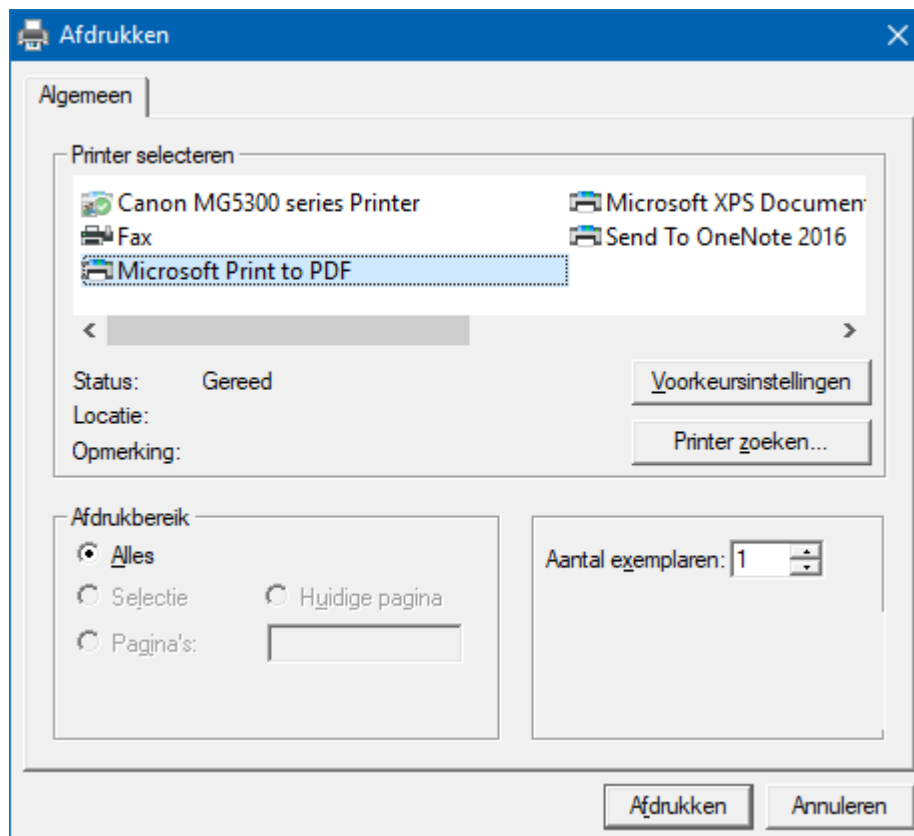 Afdrukken
Algemeen
Printer selecteren
Canon MG5300 series Printer
Fax
Microsoft Print to PDF
Microsoft XPS Documen
Send To OneNote 2016
Status: Gereed
Locatie:
Opmerking:
Voorkeursinstellingen
Printer zoeken...
Afdrukbereik
Alles
Selectie Huidige pagina
Pagina's:
Aantal exemplaren: 1
Afdrukken Annuleren